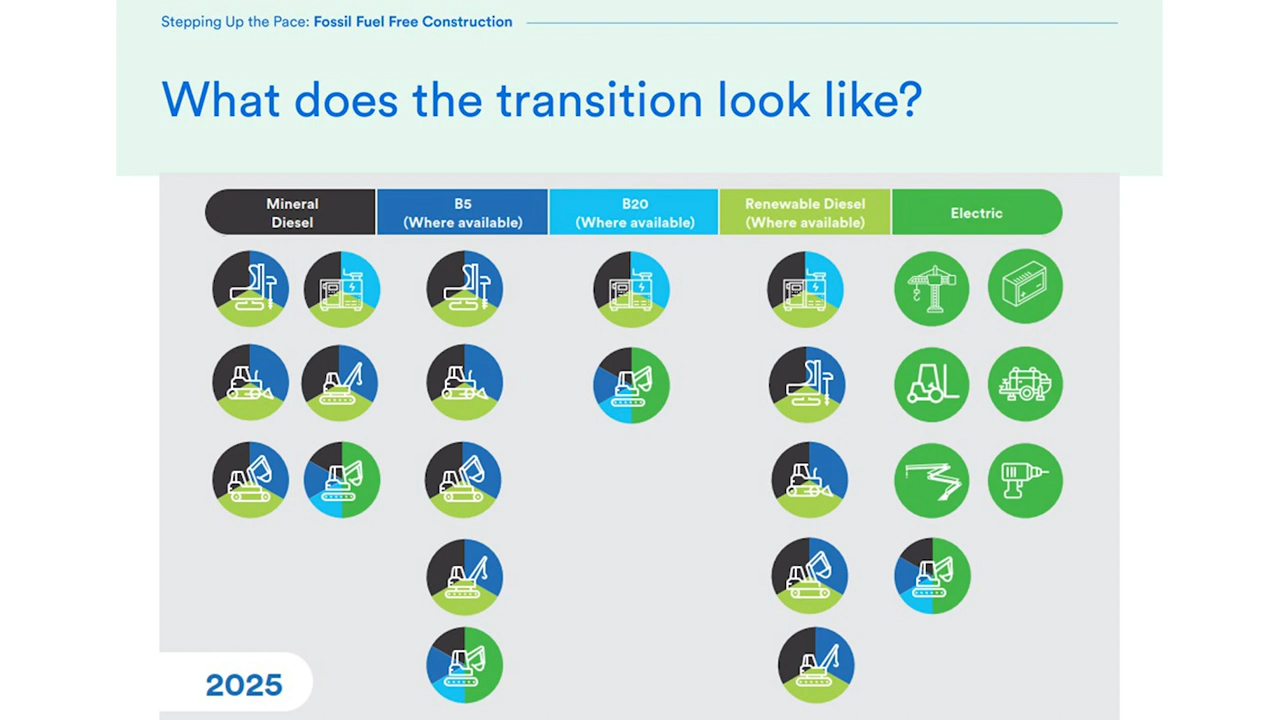 Stepping Up the Pace: Fossil Fuel Free Construction
What does the transition look like?
Mineral
Diesel
B5
(Where available)
B20
(Where available)
Renewable Diesel
(Where available)
Electric
2025